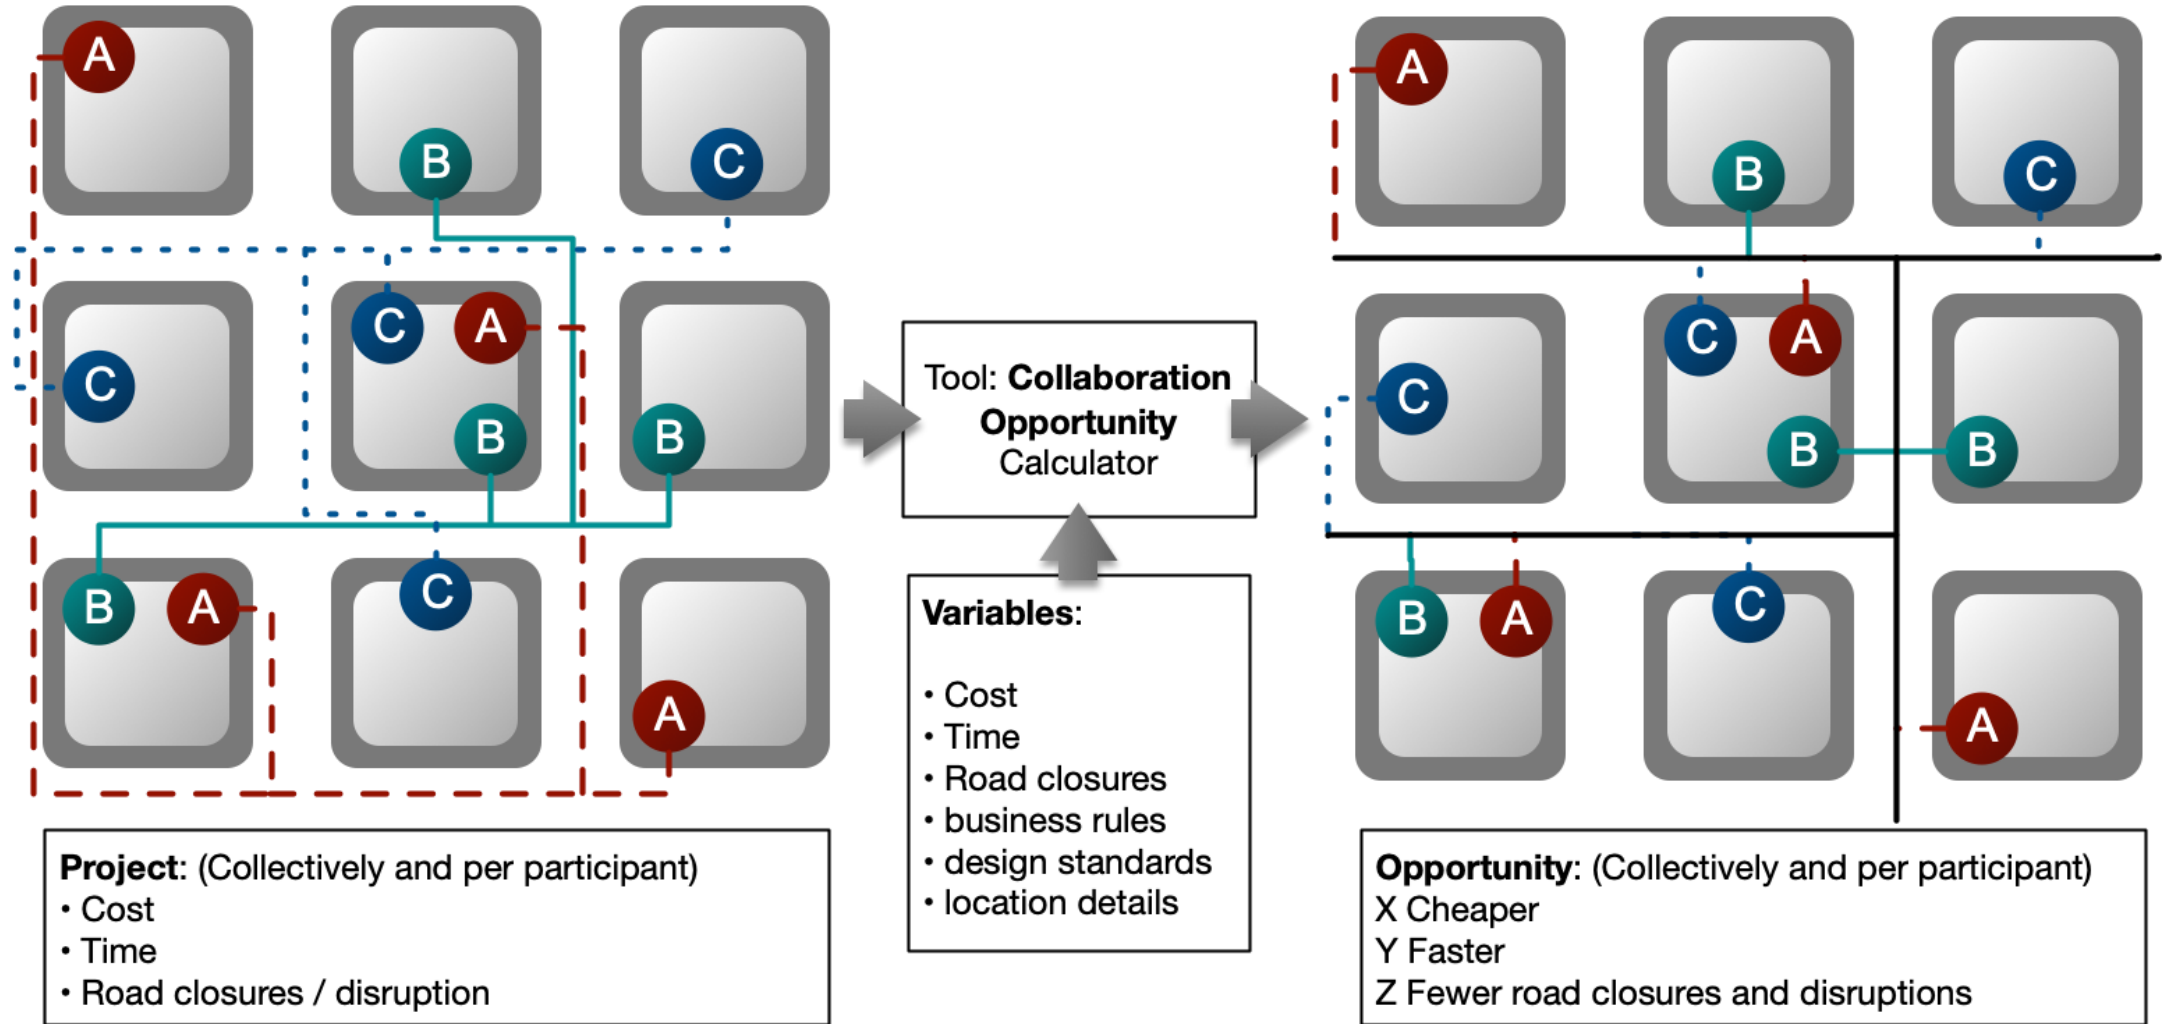 A
B
C
C
C
A
B
B
B
A
C
A
Project: (Collectively and per participant)
• Cost
• Time
• Road closures / disruption
Tool: Collaboration
Opportunity
Calculator
Variables:
• Cost
• Time
• Road closures
• business rules
• design standards
• location details
A
B
C
C
C
A
B
B
B
A
C
A
Opportunity: (Collectively and per participant)
X Cheaper
Y Faster
Z Fewer road closures and disruptions